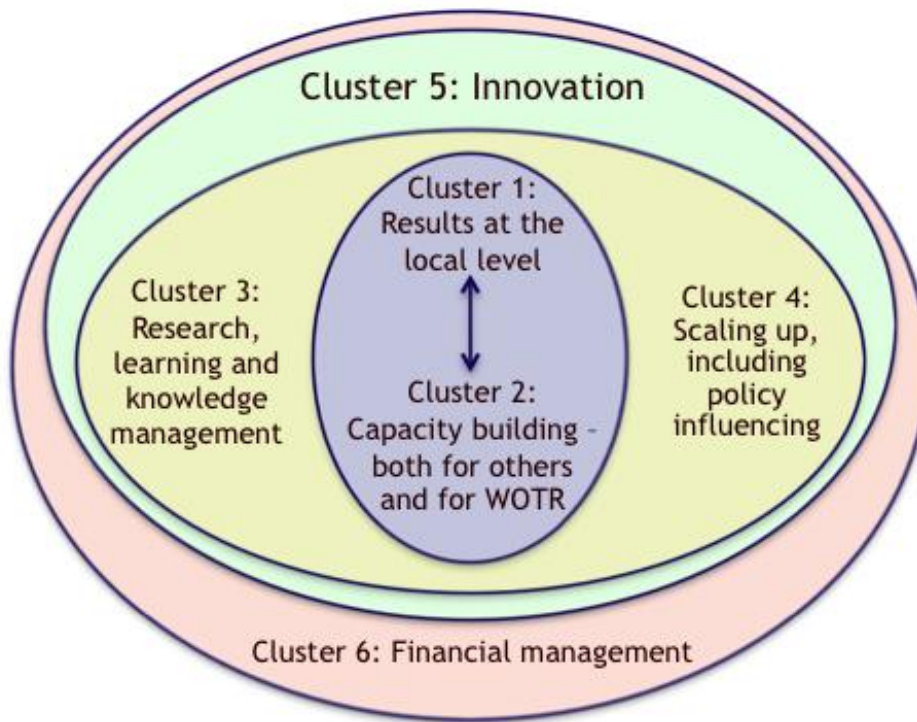 Cluster 5: Innovation
Cluster 1:
Results at the
local level
Cluster 3:
Research,
learning and
knowledge
management
Cluster 4:
Scaling up,
including
policy
influencing
Cluster 2:
Capacity building –
both for others
and for WOTR
Cluster 6: Financial management